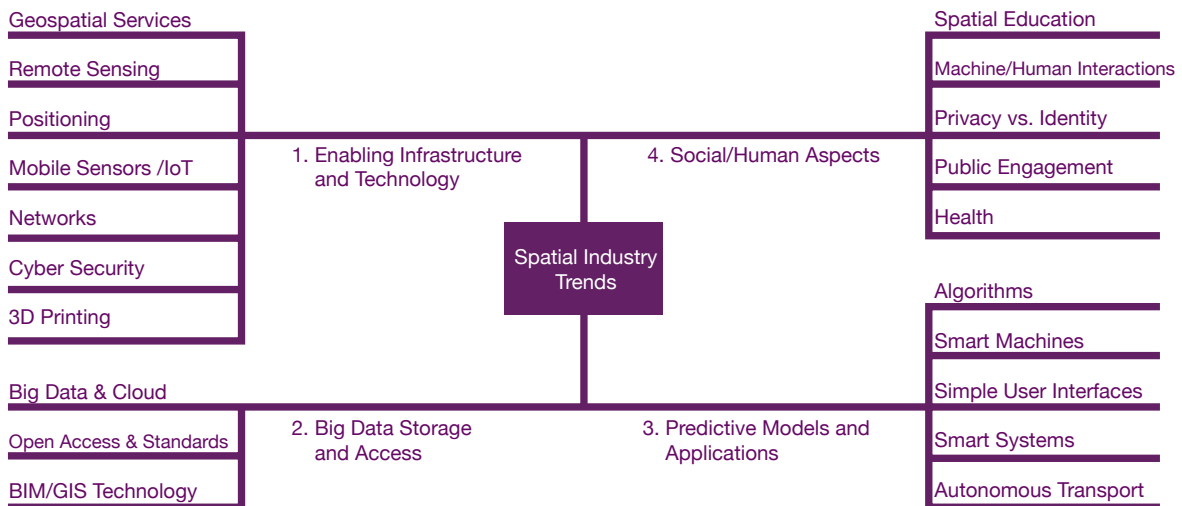 Geospatial Services
Remote Sensing
Positioning
Mobile Sensors /IoT
Networks
Cyber Security
3D Printing
1. Enabling Infrastructure
and Technology
4. Social/Human Aspects
Spatial Education
Machine/Human Interactions
Privacy vs. Identity
Public Engagement
Health
Spatial Industry
Trends
Big Data & Cloud
Open Access & Standards
BIM/GIS Technology
2. Big Data Storage
and Access
3. Predictive Models and
Applications
Algorithms
Smart Machines
Simple User Interfaces
Smart Systems
Autonomous Transport